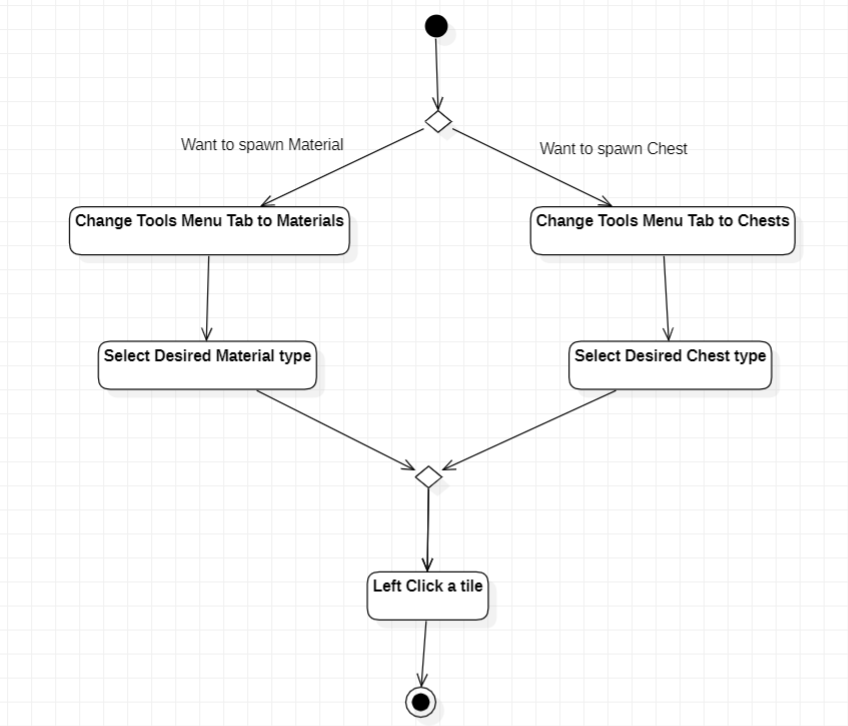 Want to spawn Material
Want to spawn Chest
Change Tools Menu Tab to Materials
Change Tools Menu Tab to Chests
Select Desired Material type
Select Desired Chest type
Left Click a tile